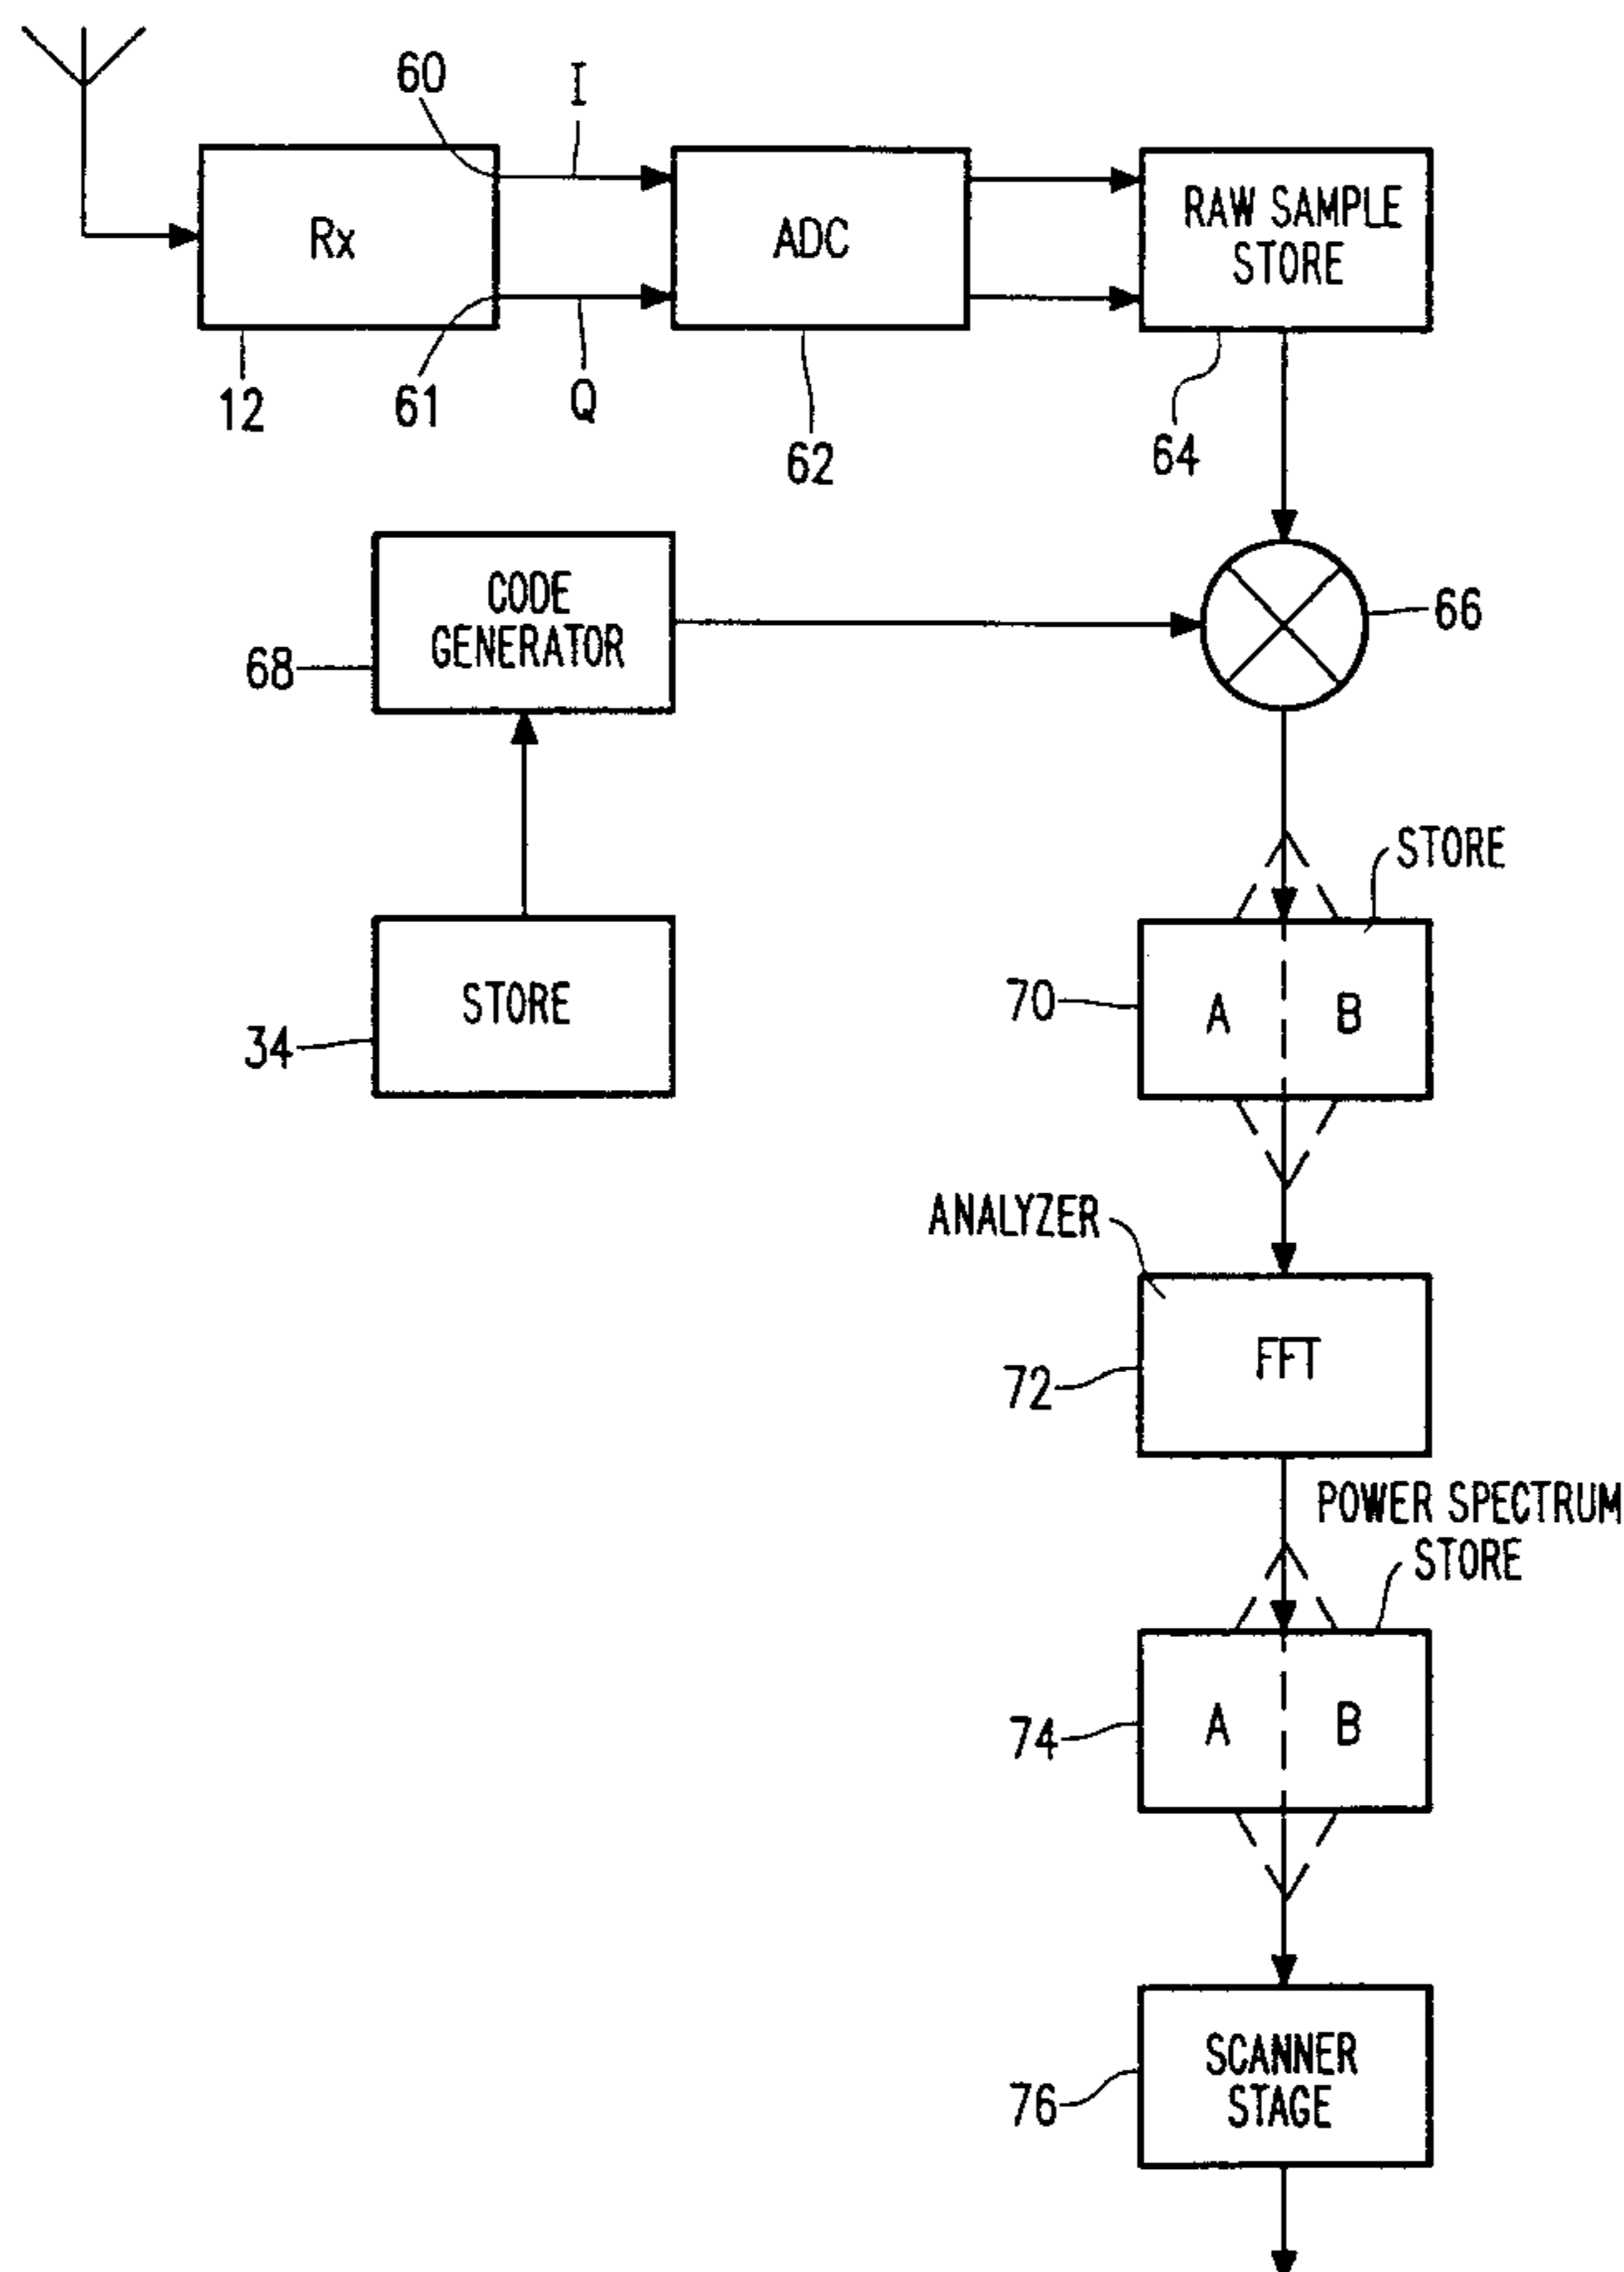 60
I
Rx
ADC
RAW SAMPLE
STORE
12
61
Q
62
64
CODE
GENERATOR
66
68
STORE
STORE
34
70
A
B
ANALYZER
FFT
72
POWER SPECTRUM
STORE
A
B
74
SCANNER
STAGE
76